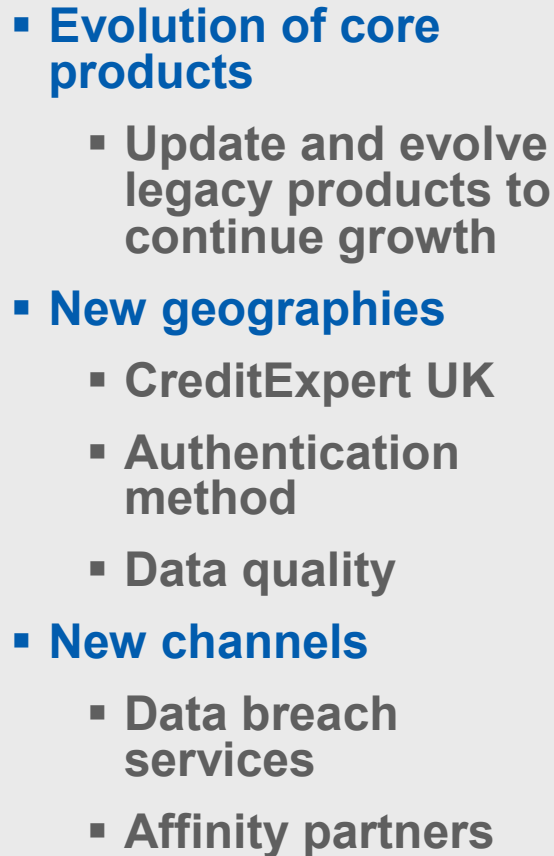 ▪ Evolution of core
products
▪ Update and evolve
legacy products to
continue growth
▪ New geographies
▪ CreditExpert UK
▪ Authentication
method
▪ Data quality
▪ New channels
▪ Data breach
services
▪ Affinity partners